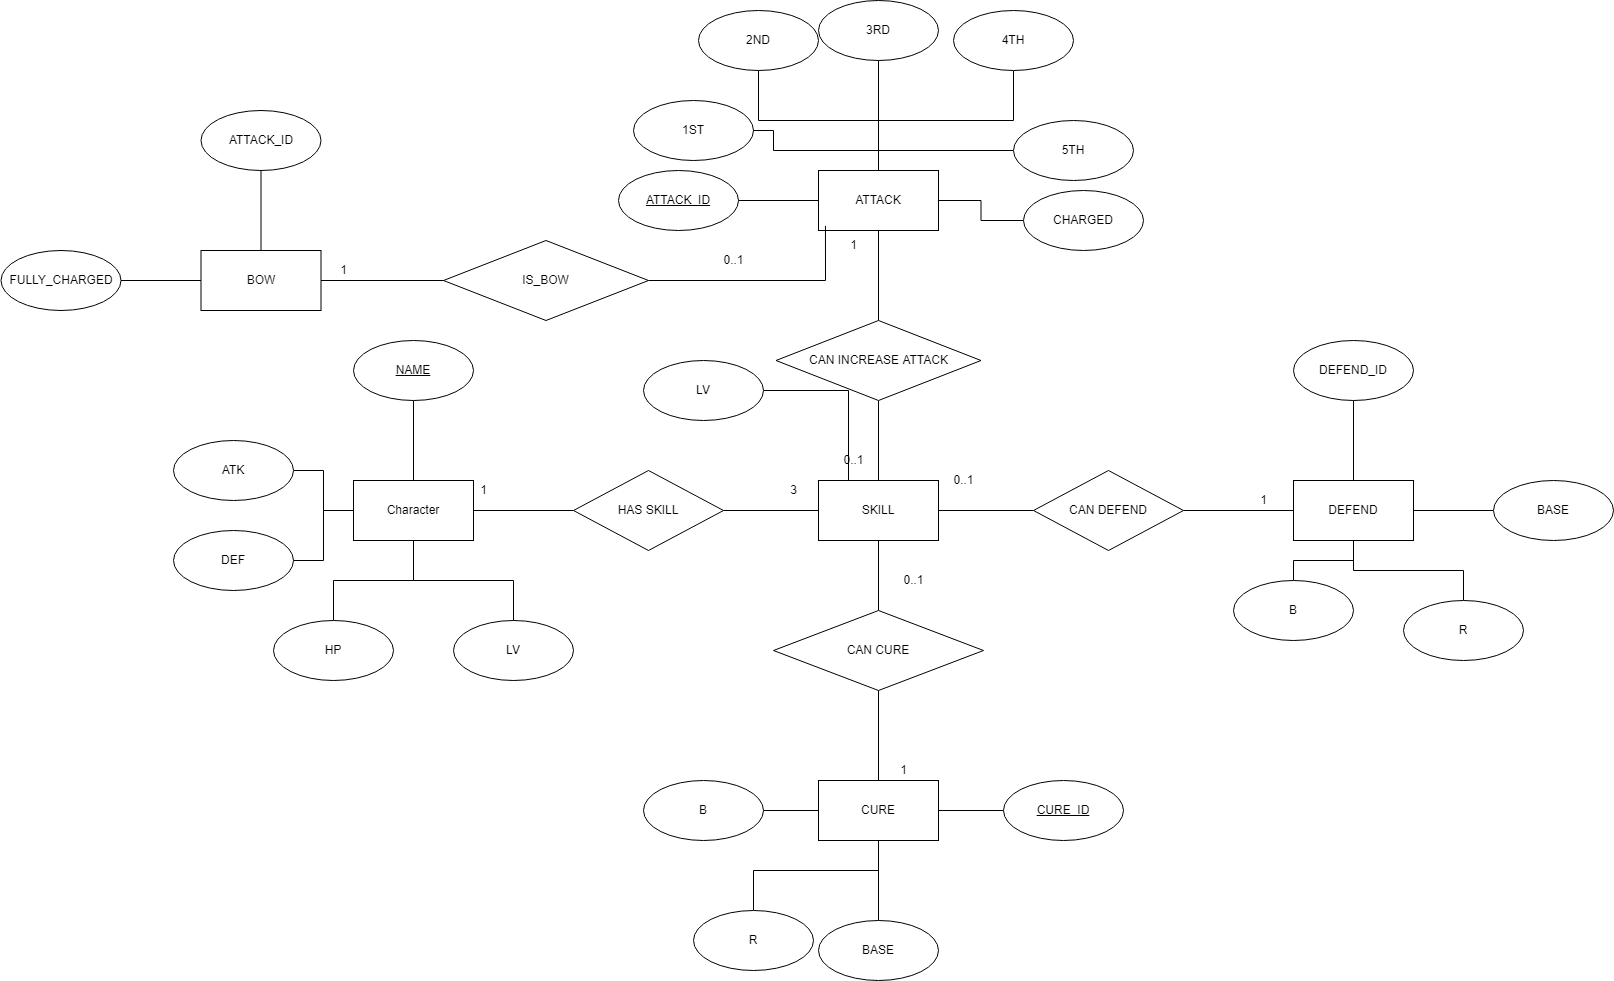 3RD
2ND
4TH
1ST
ATTACK_ID
5TH
ATTACK_ID
ATTACK
CHARGED
1
0..1
1
FULLY_CHARGED
BOW
IS_BOW
CAN INCREASE ATTACK
NAME
LV
DEFEND_ID
0..1
ATK
0..1
1
3
1
Character
HAS SKILL
SKILL
CAN DEFEND
DEFEND
BASE
DEF
0..1
B
R
HP
LV
CAN CURE
1
B
CURE
CURE_ID
R
BASE